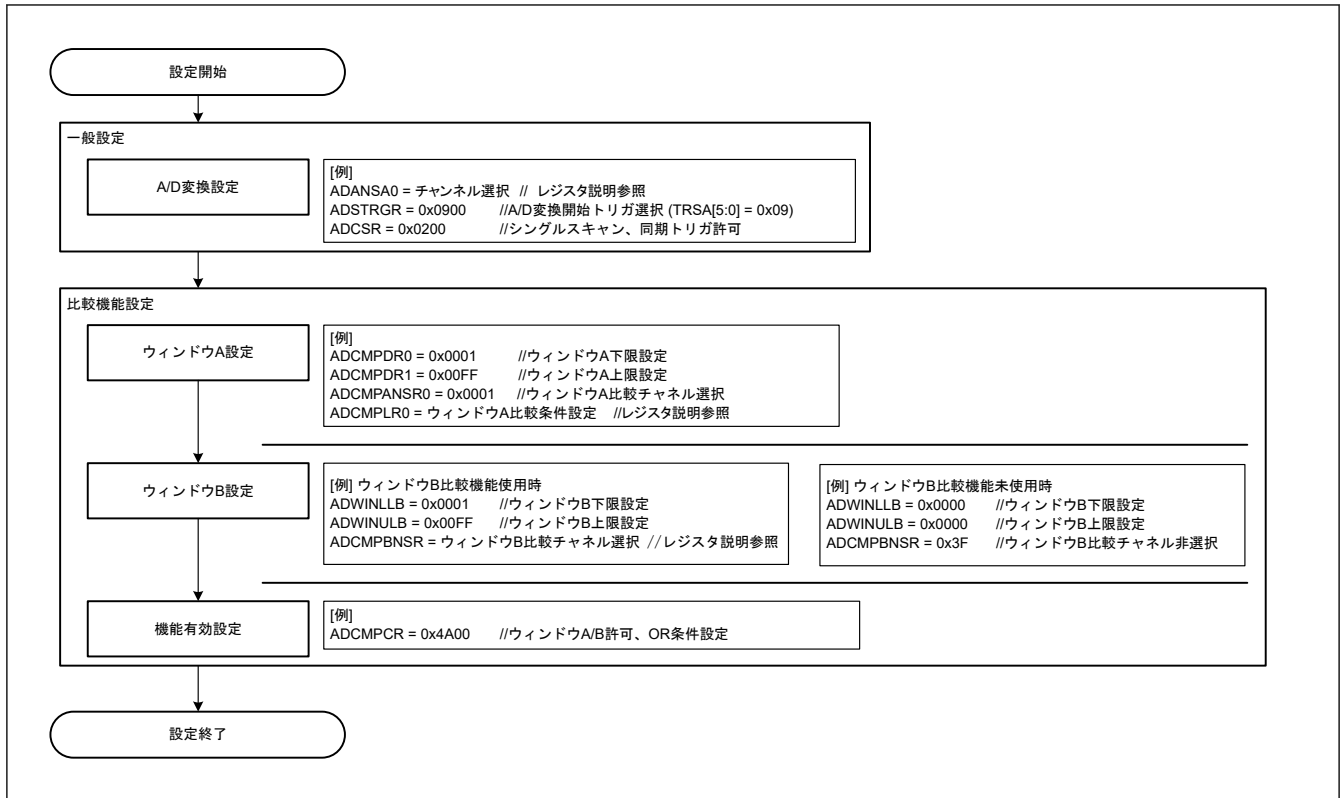 設定開始
一般設定
A/D変換設定
[例]
ADANSA0 = チャンネル選択 // レジスタ説明参照
ADSTRGR = 0x0900 //A/D変換開始トリガ選択 (TRSA[5:0] = 0x09)
ADCSR = 0x0200 //シングルスキャン、同期トリガ許可
比較機能設定
ウィンドウA設定
[例]
ADCMPDR0 = 0x0001 //ウィンドウA下限設定
ADCMPDR1 = 0x00FF //ウィンドウA上限設定
ADCMPANSR0 = 0x0001 //ウィンドウA比較チャネル選択
ADCMPLR0 = ウィンドウA比較条件設定 //レジスタ説明参照
ウィンドウB設定
[例] ウィンドウB比較機能使用時
ADWINLLB = 0x0001 //ウィンドウB下限設定
ADWINULB = 0x00FF //ウィンドウB上限設定
ADCMPBNSR = ウィンドウB比較チャネル選択 //レジスタ説明参照
[例] ウィンドウB比較機能未使用時
ADWINLLB = 0x0000 //ウィンドウB下限設定
ADWINULB = 0x0000 //ウィンドウB上限設定
ADCMPBNSR = 0x3F //ウィンドウB比較チャネル非選択
機能有効設定
[例]
ADCMPCR = 0x4A00 //ウィンドウA/B許可、OR条件設定
設定終了